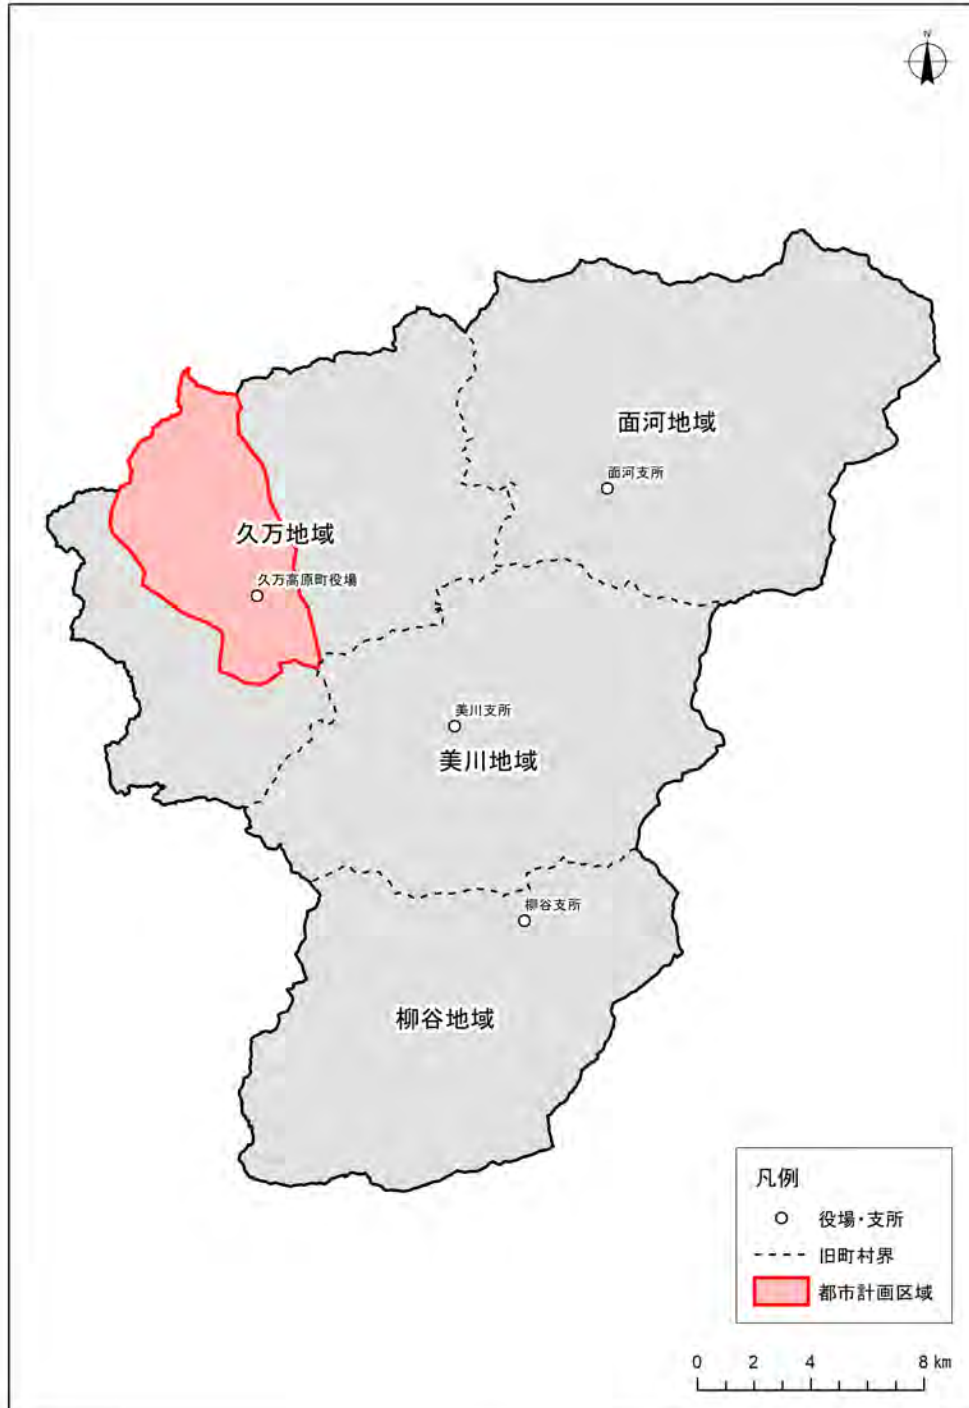 N
面河地域
面河支所
久万地域
久万高原町役場
美川支所
美川地域
柳谷支所
柳谷地域
凡例
役場・支所
旧町村界
都市計画区域
0 2 4 8 km